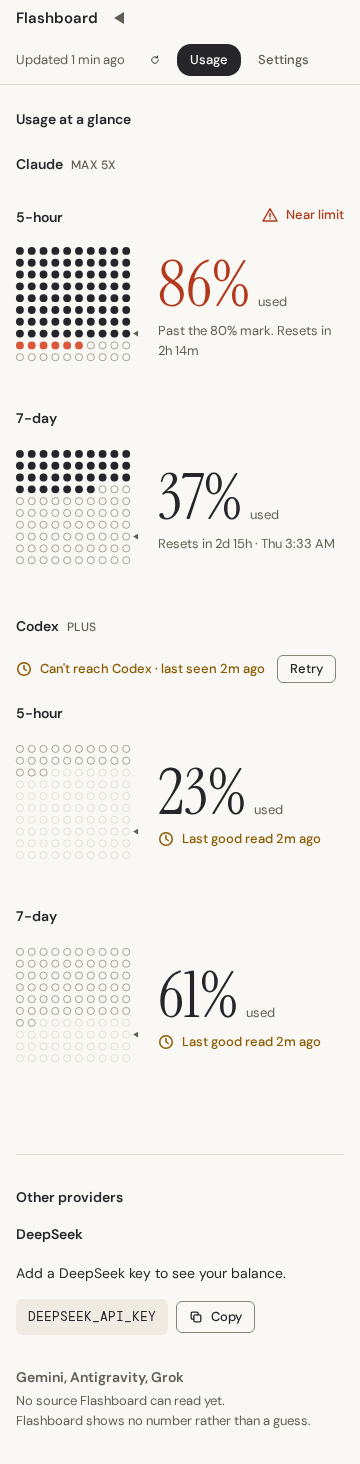 Flashboard
Updated 1 min ago
Usage
Settings
Usage at a glance
Claude MAX 5X
5-hour
Near limit
86% used
Past the 80% mark. Resets in
2h 14m
7-day
37% used
Resets in 2d 15h · Thu 3:33 AM
Codex PLUS
Can't reach Codex · last seen 2m ago
Retry
5-hour
23% used
Last good read 2m ago
7-day
61% used
Last good read 2m ago
Other providers
DeepSeek
Add a DeepSeek key to see your balance.
DEEPSEEK_API_KEY
Copy
Gemini, Antigravity, Grok
No source Flashboard can read yet.
Flashboard shows no number rather than a guess.